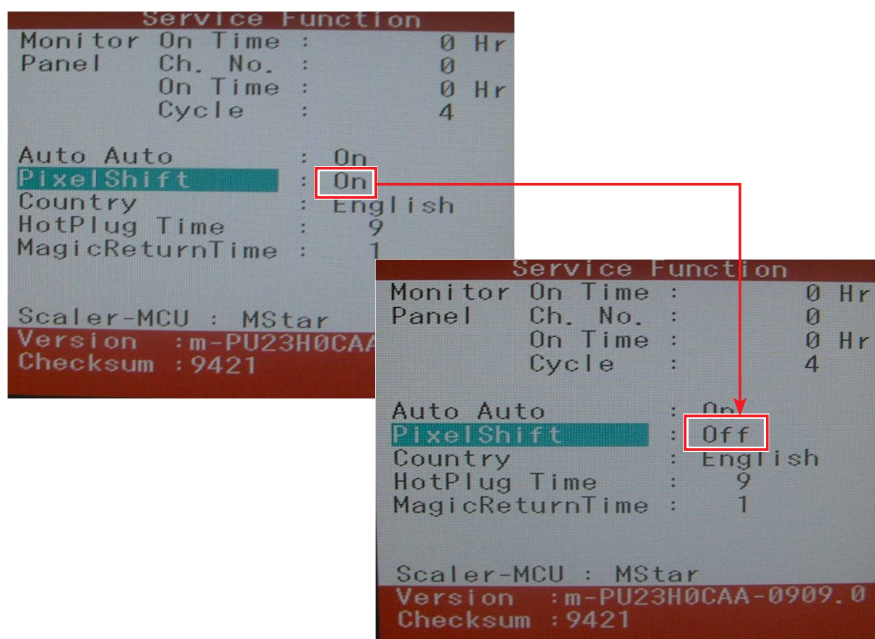 Service Function
Monitor On Time : 0 Hr
Panel Ch. No. : 0
On Time : 0 Hr
Cycle : 4
Auto Auto : On
PixelShift : On
Country : English
HotPlug Time : 9
MagicReturnTime : 1
Scaler-MCU : MStar
Version :m-PU23H0CAA
Checksum :9421
Service Function
Monitor On Time : 0 Hr
Panel Ch. No. : 0
On Time : 0 Hr
Cycle : 4
Auto Auto : On
PixelShift : Off
Country : English
HotPlug Time : 9
MagicReturnTime : 1
Scaler-MCU : MStar
Version :m-PU23H0CAA-0909.0
Checksum :9421